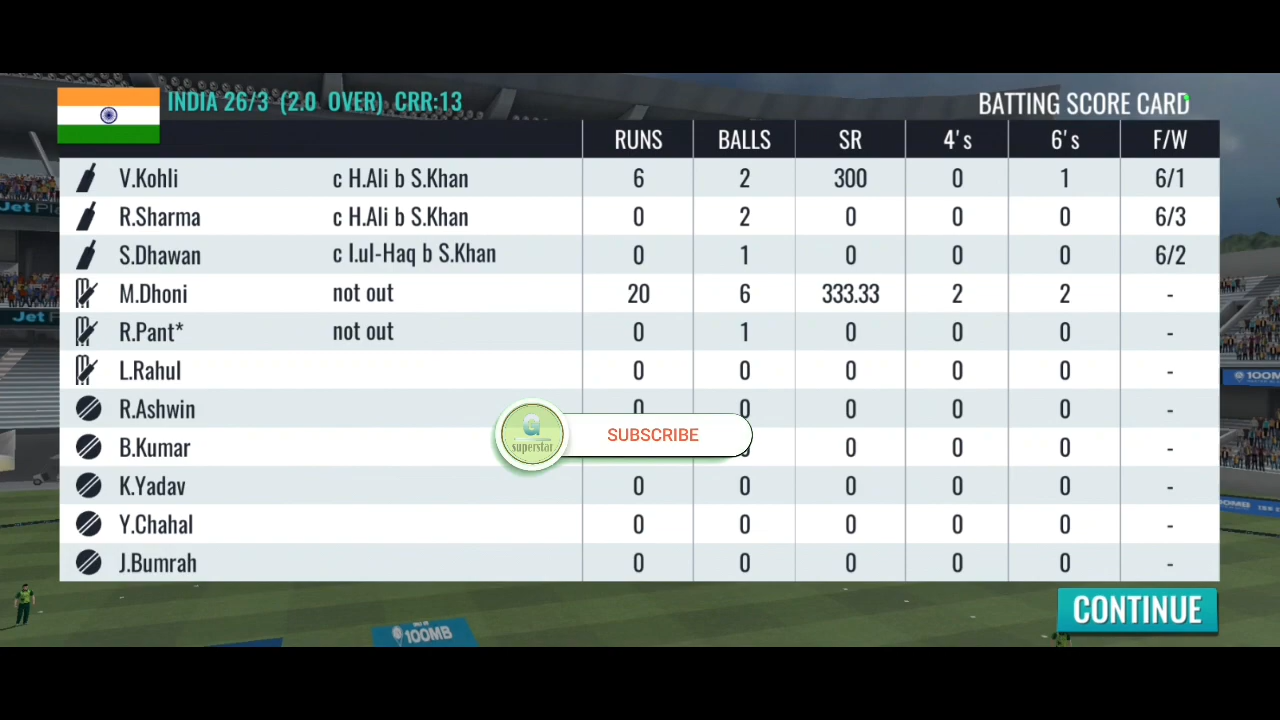 INDIA 26/3 (2.0 OVER) CRR:13
BATTING SCORE CARD
RUNS BALLS SR 4's 6's F/W
V.Kohli c H.Ali b S.Khan 6 2 300 0 1 6/1
R.Sharma c H.Ali b S.Khan 0 2 0 0 0 6/3
S.Dhawan c I.ul-Haq b S.Khan 0 1 0 0 0 6/2
M.Dhoni not out 20 6 333.33 2 2 -
R.Pant* not out 0 1 0 0 0 -
L.Rahul 0 0 0 0 0 -
R.Ashwin 0 0 0 0 0 -
B.Kumar 0 0 0 -
K.Yadav 0 0 0 0 0 -
Y.Chahal 0 0 0 0 0 -
J.Bumrah 0 0 0 0 0 -
superstar
SUBSCRIBE
CONTINUE
Jet
Jet
100MB
100MB